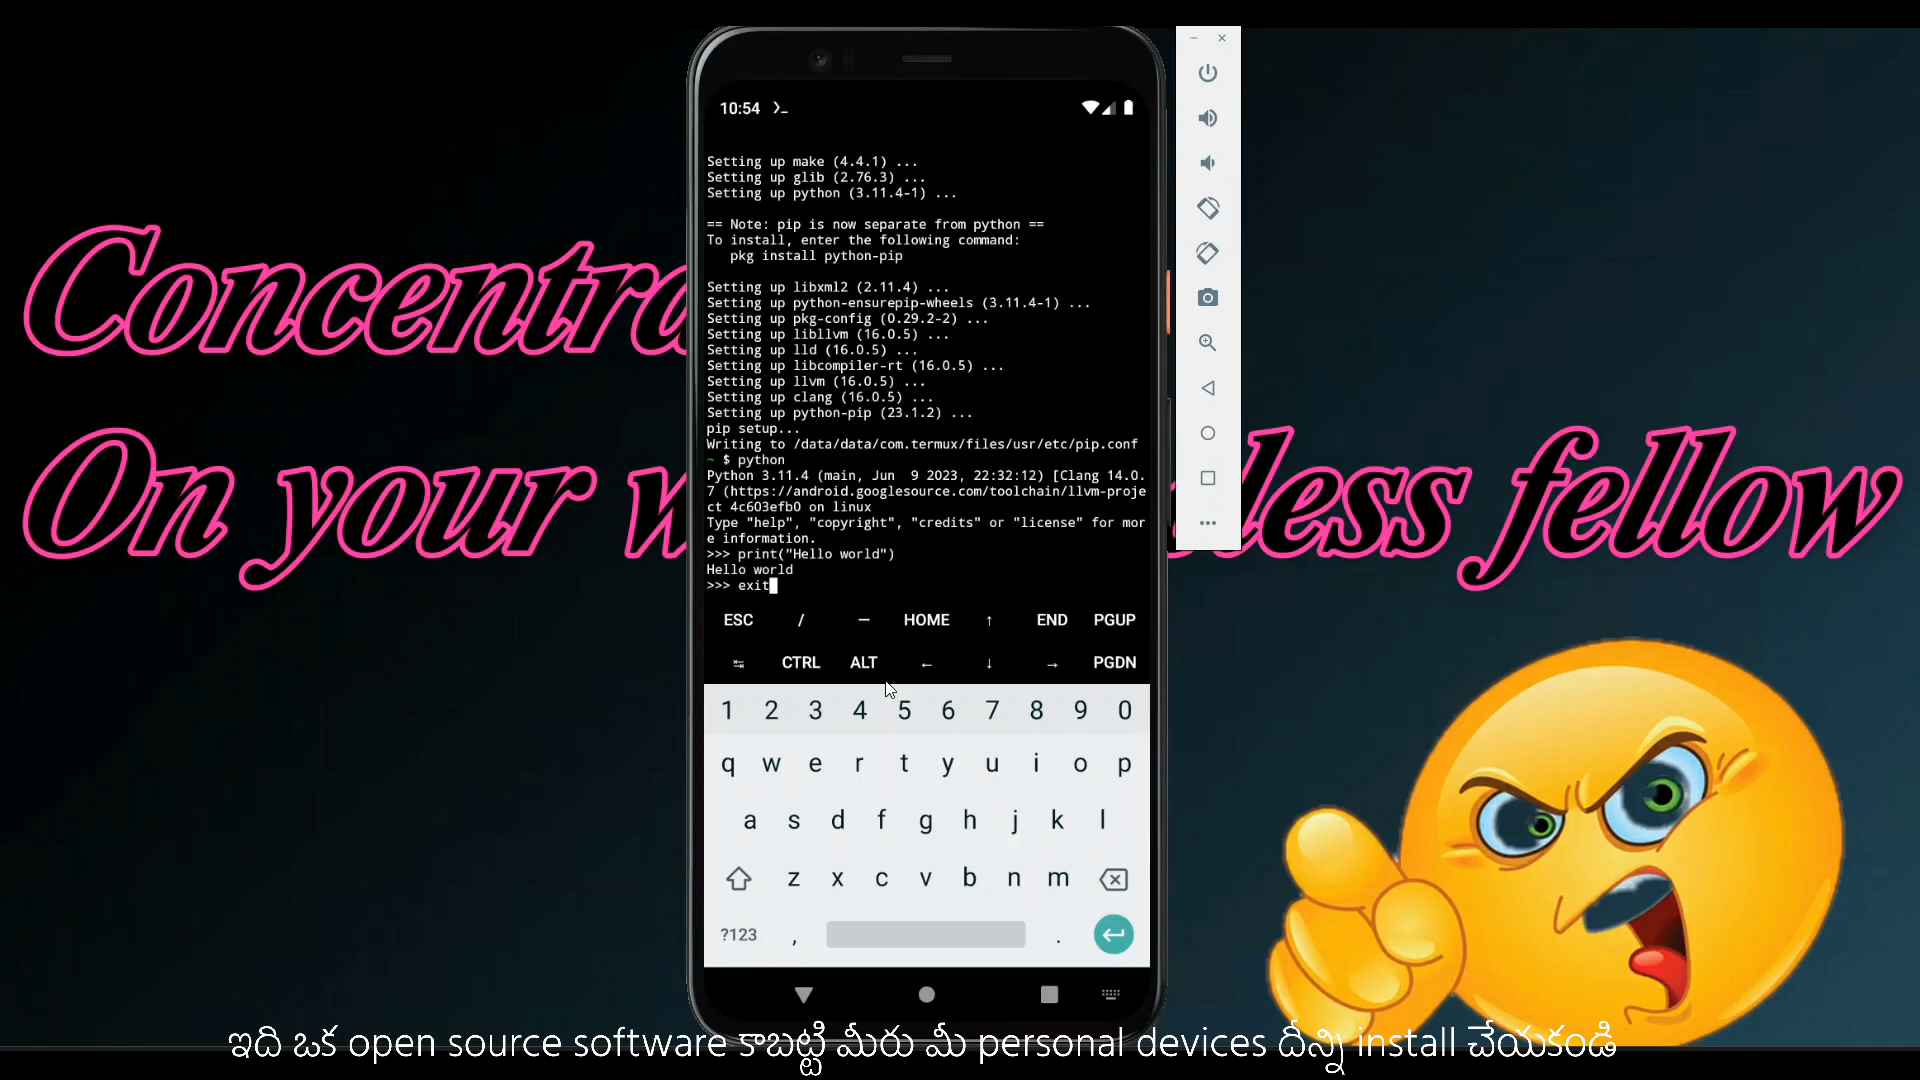 Concentra
On your w less fellow
10:54
Setting up make (4.4.1) ...
Setting up glib (2.76.3) ...
Setting up python (3.11.4-1) ...
== Note: pip is now separate from python ==
To install, enter the following command:
pkg install python-pip
Setting up libxml2 (2.11.4) ...
Setting up python-ensurepip-wheels (3.11.4-1) ...
Setting up pkg-config (0.29.2-2) ...
Setting up libllvm (16.0.5) ...
Setting up lld (16.0.5) ...
Setting up libcompiler-rt (16.0.5) ...
Setting up llvm (16.0.5) ...
Setting up clang (16.0.5) ...
Setting up python-pip (23.1.2) ...
pip setup...
Writing to /data/data/com.termux/files/usr/etc/pip.conf
~ $ python
Python 3.11.4 (main, Jun  9 2023, 22:32:12) [Clang 14.0.
7 (https://android.googlesource.com/toolchain/llvm-proje
ct 4c603efb0 on linux
Type "help", "copyright", "credits" or "license" for mor
e information.
>>> print("Hello world")
Hello world
>>> exit
ESC / – HOME ↑ END PGUP
↹ CTRL ALT ← ↓ → PGDN
1 2 3 4 5 6 7 8 9 0
q w e r t y u i o p
a s d f g h j k l
z x c v b n m
?123 , .
ఇది ఒక open source software కాబట్టి మీరు మీ personal devices దీన్ని install చేయకండి